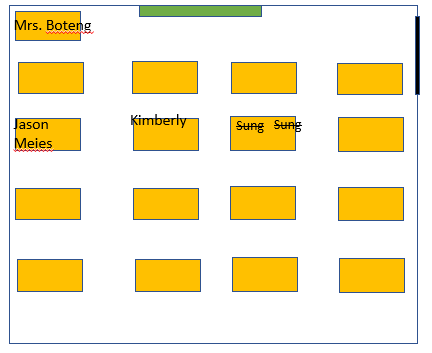 Mrs. Boteng
Jason
Meies
Kimberly
Sung Sung